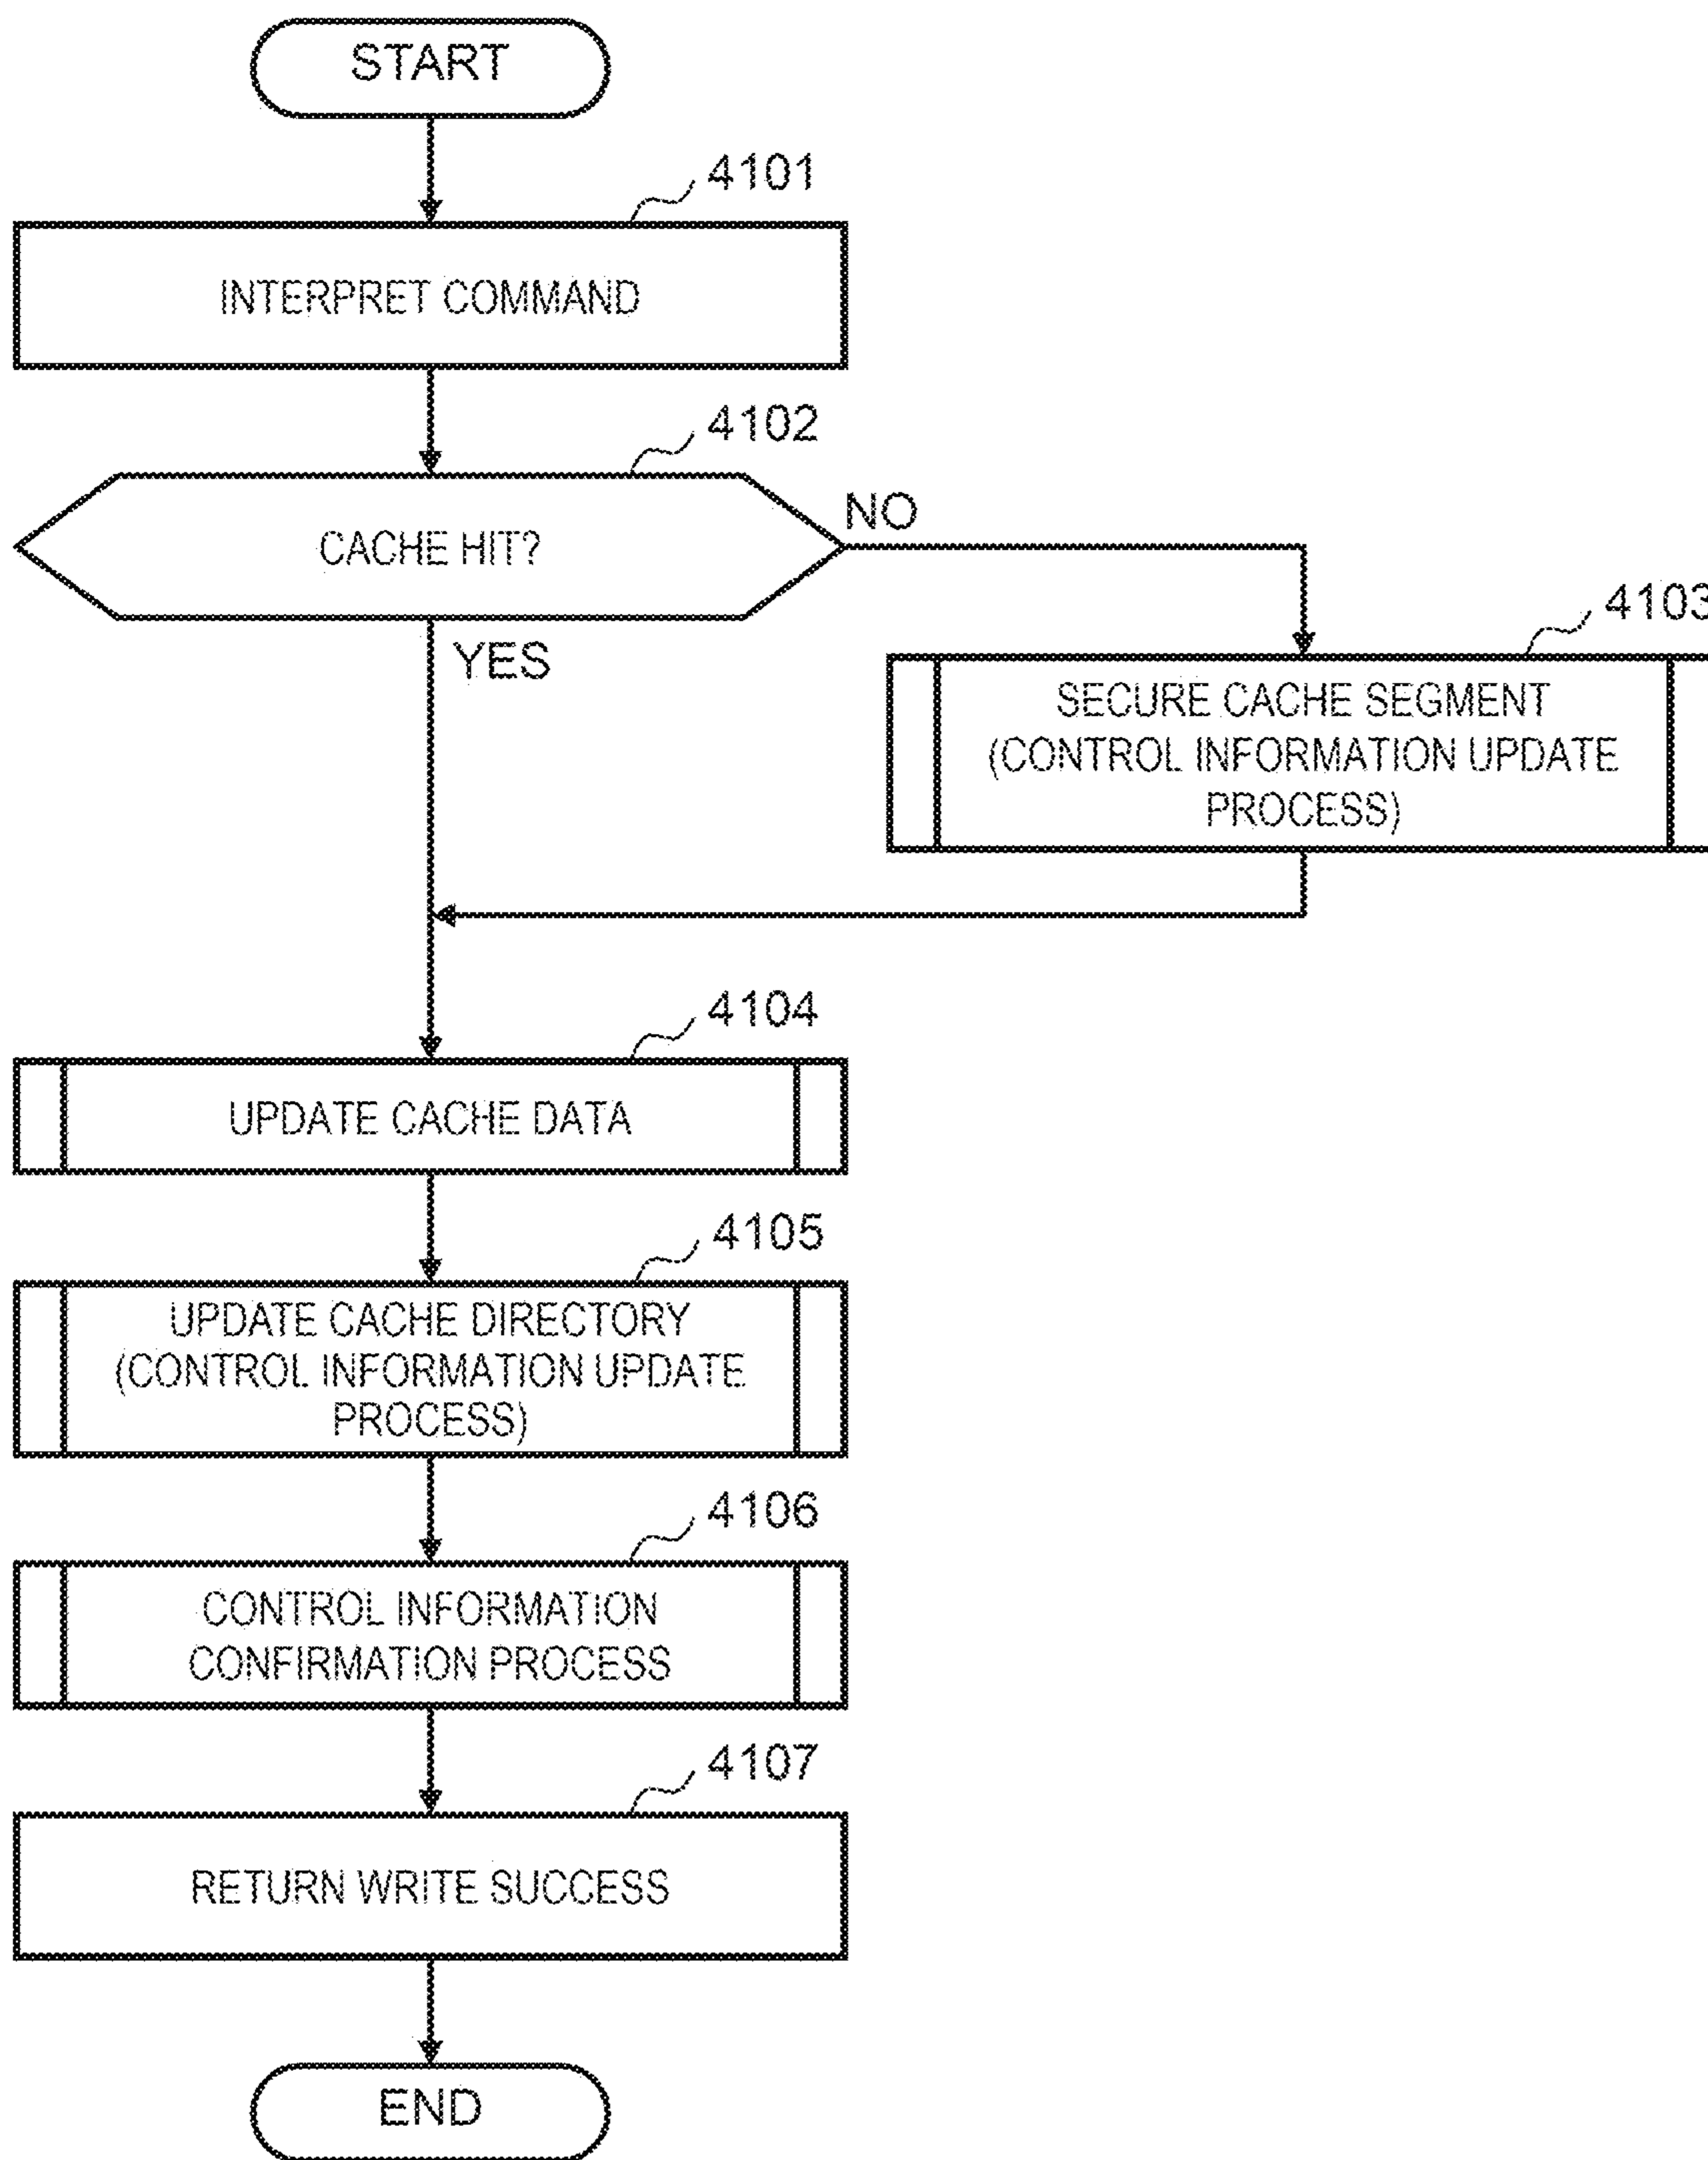 START
4101
INTERPRET COMMAND
4102
CACHE HIT?
NO
YES
4103
SECURE CACHE SEGMENT
(CONTROL INFORMATION UPDATE
PROCESS)
4104
UPDATE CACHE DATA
4105
UPDATE CACHE DIRECTORY
(CONTROL INFORMATION UPDATE
PROCESS)
4106
CONTROL INFORMATION
CONFIRMATION PROCESS
4107
RETURN WRITE SUCCESS
END